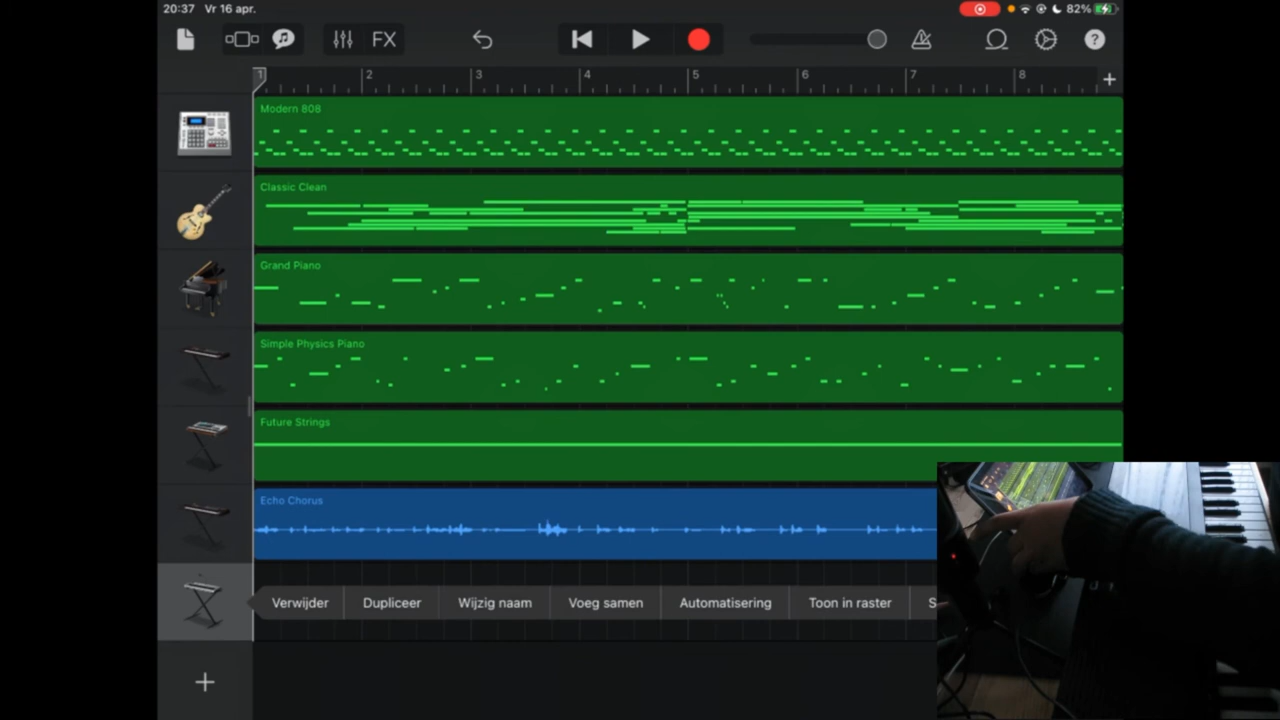 20:37 Vr 16 apr. 82%
FX
1 2 3 4 5 6 7 8 +
Modern 808
Classic Clean
Grand Piano
Simple Physics Piano
Future Strings
Echo Chorus
Verwijder Dupliceer Wijzig naam Voeg samen Automatisering Toon in raster S
+